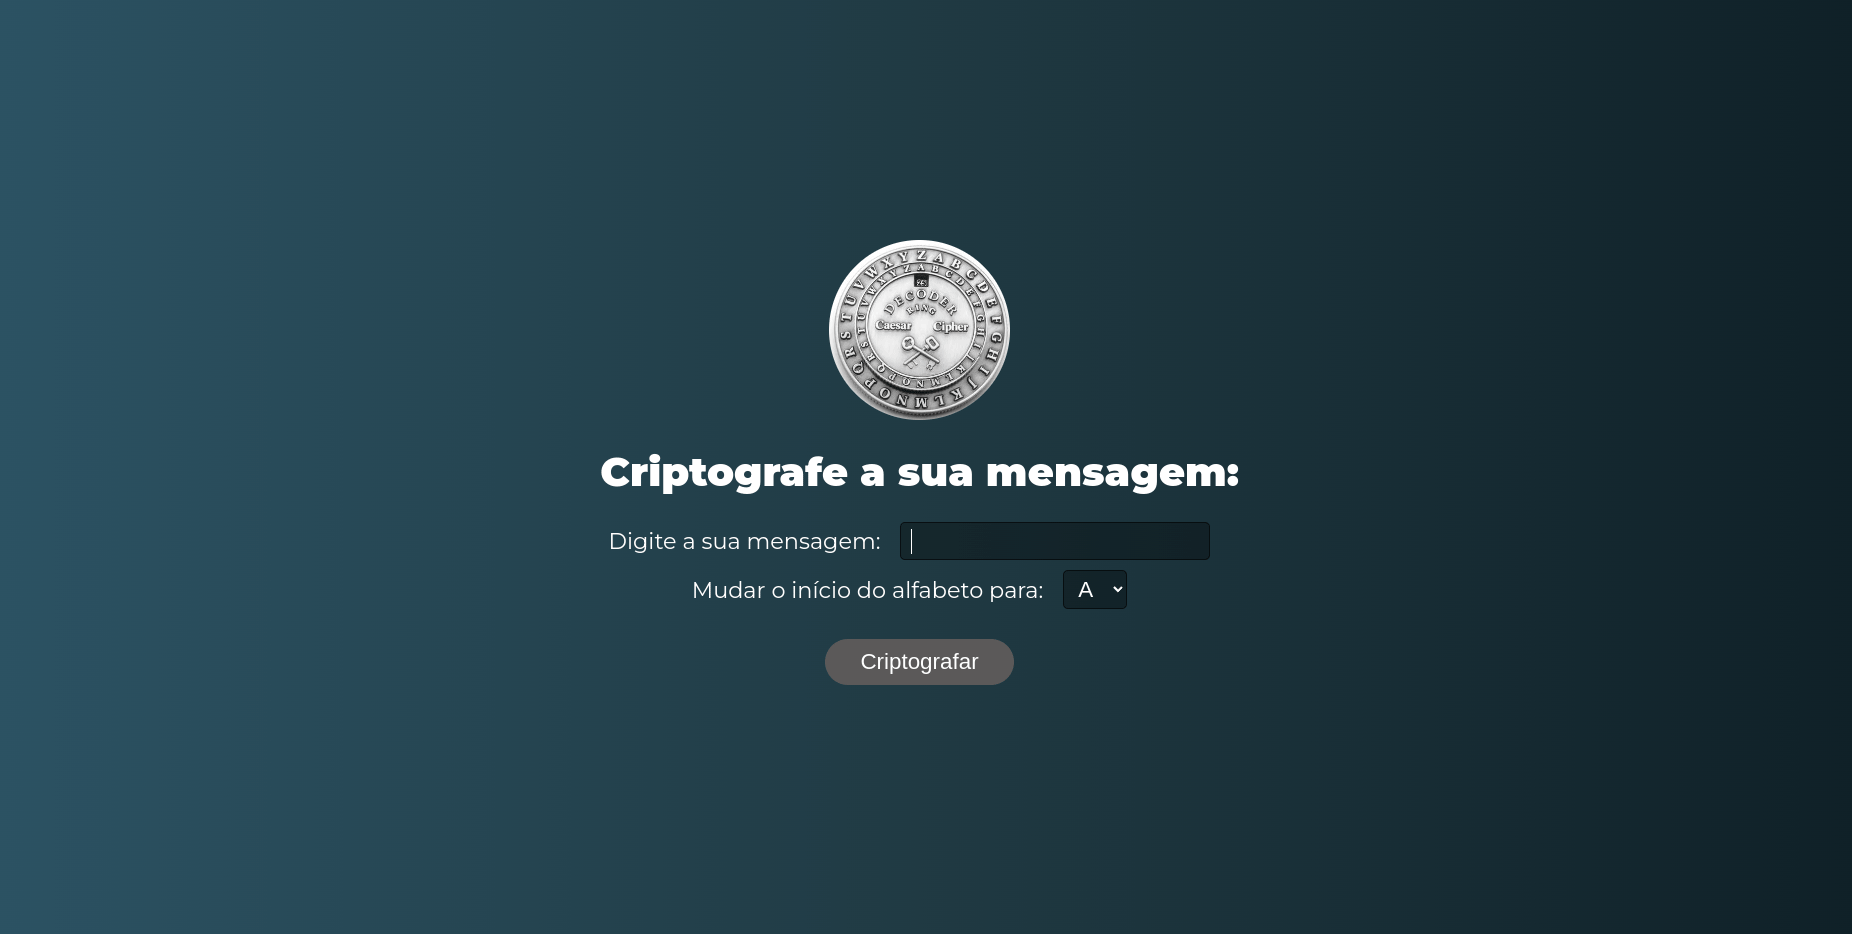 Z A B C D E F G H I J K L M N O P Q R S T U V W X Y
A B C D E F G H I J K L M N O P Q R S T U V W X Y Z
DECODER
RING
Caesar Cipher
Criptografe a sua mensagem:
Digite a sua mensagem:
Mudar o início do alfabeto para: A
Criptografar